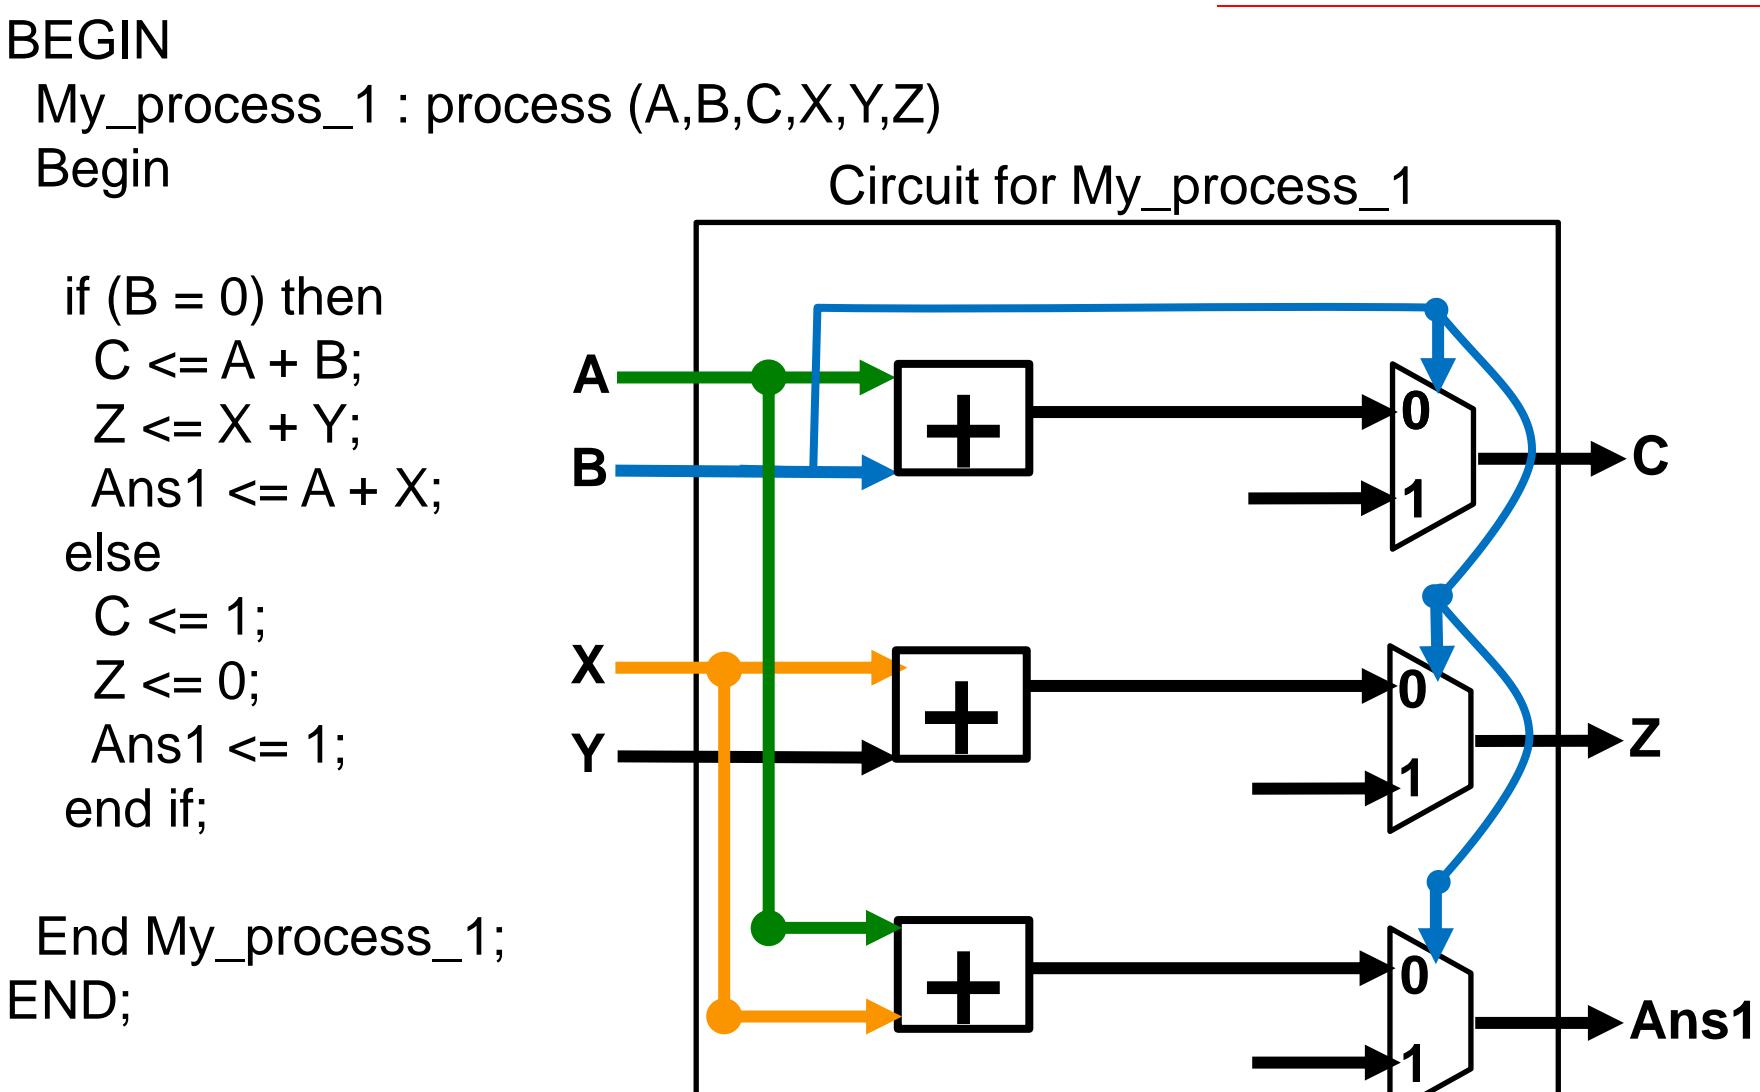 BEGIN
My_process_1 : process (A,B,C,X,Y,Z)
Begin
if (B = 0) then
C <= A + B;
Z <= X + Y;
Ans1 <= A + X;
else
C <= 1;
Z <= 0;
Ans1 <= 1;
end if;
End My_process_1;
END;
Circuit for My_process_1
A
B
+
0
1
C
X
Y
+
0
1
Z
+
0
1
Ans1